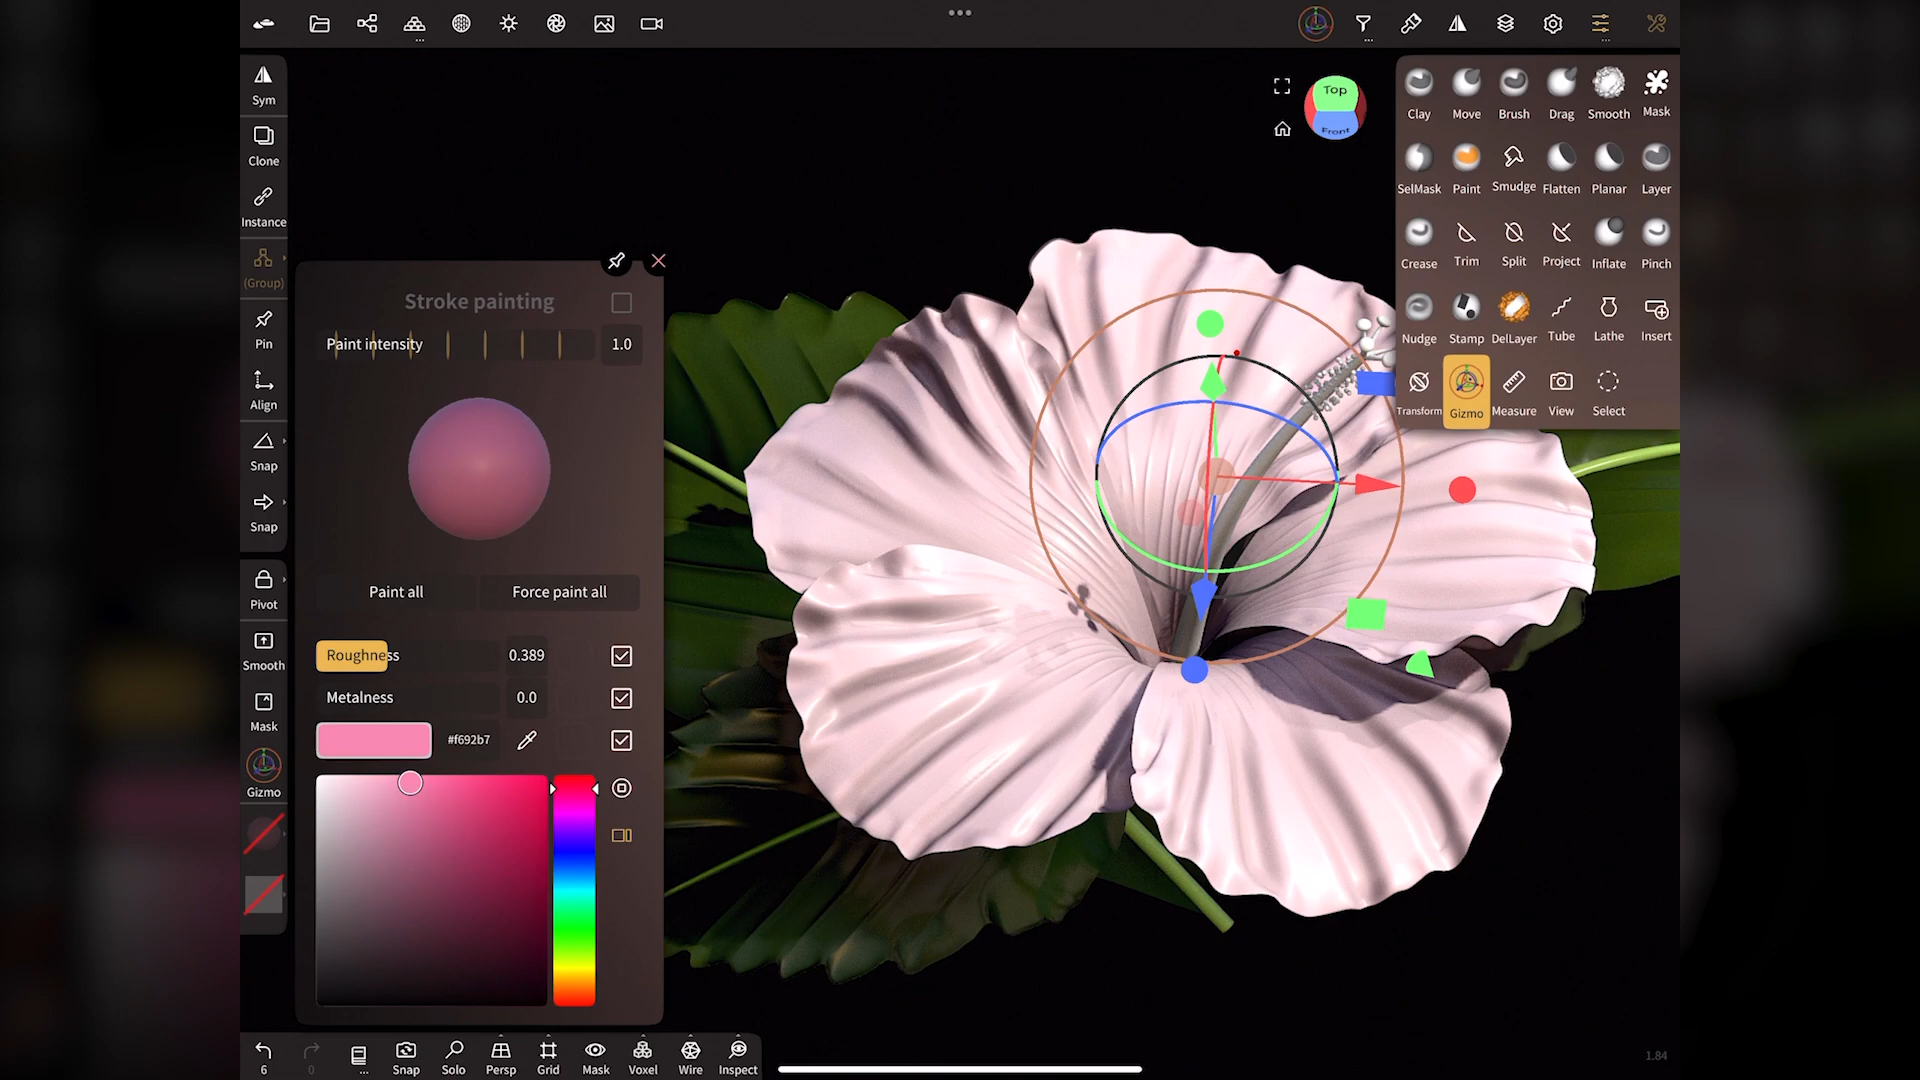 Sym
Clone
Instance
(Group)
Pin
Align
Snap
Snap
Pivot
Smooth
Mask
Gizmo
Stroke painting
Paint intensity 1.0
Paint all Force paint all
Roughness 0.389
Metalness 0.0
#f692b7
Top
Front
Clay Move Brush Drag Smooth Mask
SelMask Paint Smudge Flatten Planar Layer
Crease Trim Split Project Inflate Pinch
Nudge Stamp DelLayer Tube Lathe Insert
Transform Gizmo Measure View Select
6 0 ... Snap Solo Persp Grid Mask Voxel Wire Inspect
1.84